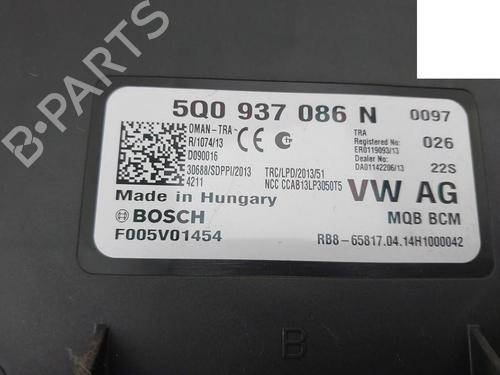 5Q0 937 086 N 0097
OMAN-TRA
R/1074/13
D090016
30688/SDPPI/2013
4211
TRC/LPD/2013/51
NCC CCAB13LP3050T5
TRA
Registered No:
ER0119093/13
Dealer No:
DA01142206/13
026
22S
Made in Hungary
VW AG
BOSCH
MQB BCM
F005V01454
RB8-65817.04.14H1000042
B
B-PARTS